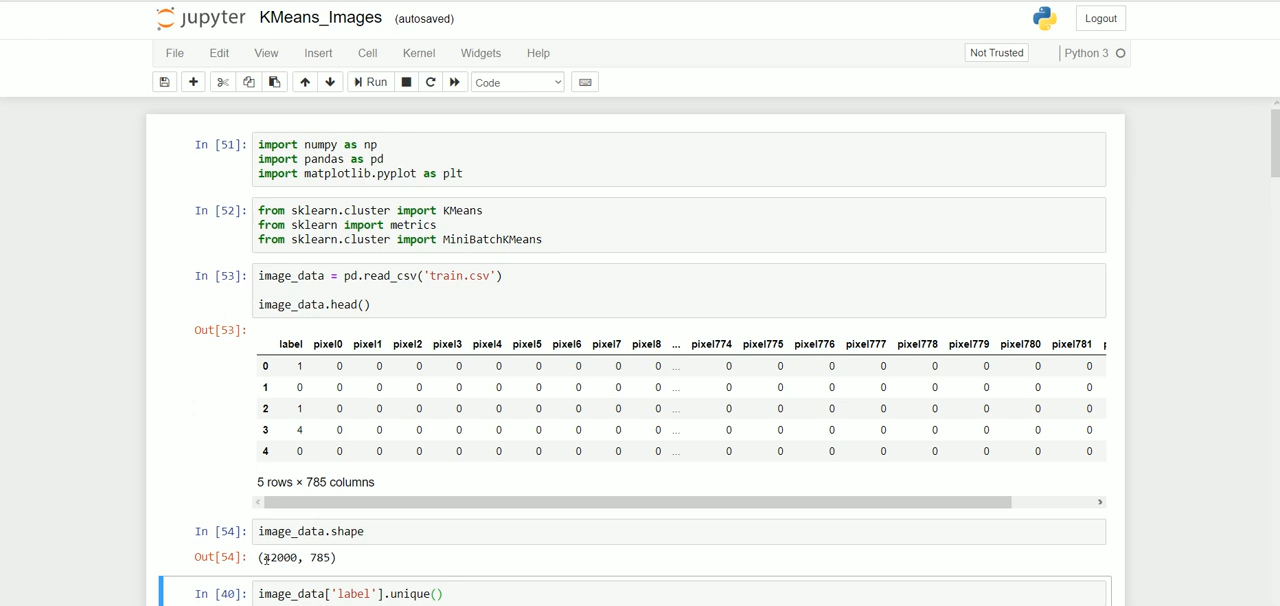 jupyter KMeans_Images (autosaved) Logout
File Edit View Insert Cell Kernel Widgets Help Not Trusted Python 3
Run Code
In [51]: import numpy as np
import pandas as pd
import matplotlib.pyplot as plt
In [52]: from sklearn.cluster import KMeans
from sklearn import metrics
from sklearn.cluster import MiniBatchKMeans
In [53]: image_data = pd.read_csv('train.csv')
image_data.head()
Out[53]:
label pixel0 pixel1 pixel2 pixel3 pixel4 pixel5 pixel6 pixel7 pixel8 ... pixel774 pixel775 pixel776 pixel777 pixel778 pixel779 pixel780 pixel781
0 1 0 0 0 0 0 0 0 0 0 ... 0 0 0 0 0 0 0 0
1 0 0 0 0 0 0 0 0 0 0 ... 0 0 0 0 0 0 0 0
2 1 0 0 0 0 0 0 0 0 0 ... 0 0 0 0 0 0 0 0
3 4 0 0 0 0 0 0 0 0 0 ... 0 0 0 0 0 0 0 0
4 0 0 0 0 0 0 0 0 0 0 ... 0 0 0 0 0 0 0 0
5 rows × 785 columns
In [54]: image_data.shape
Out[54]: (42000, 785)
In [40]: image_data['label'].unique()